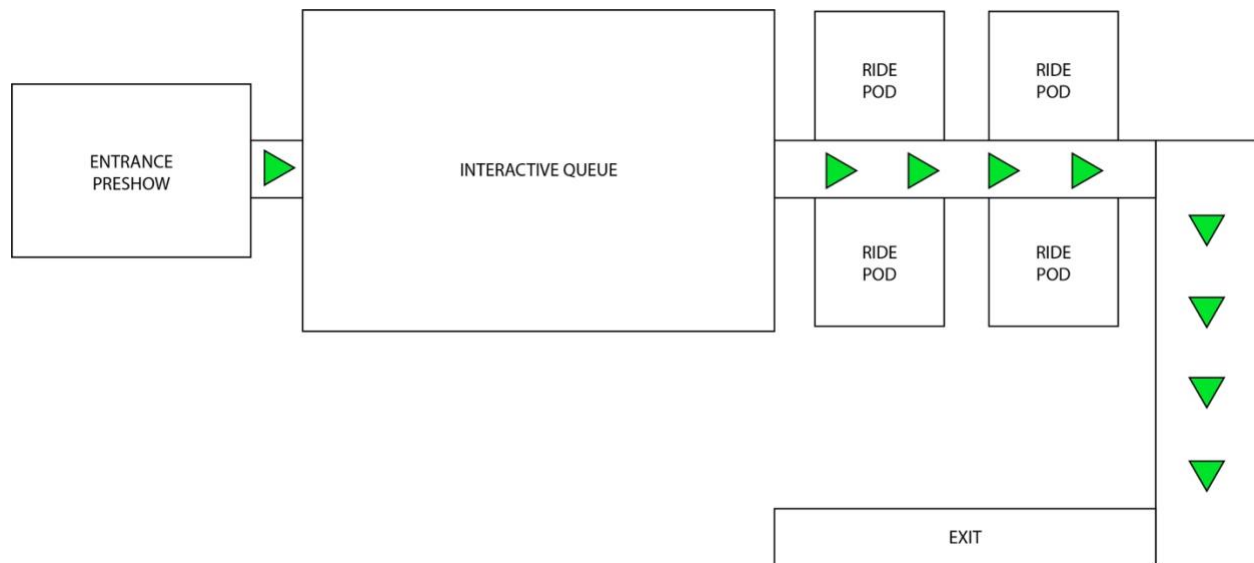 ENTRANCE
PRESHOW
INTERACTIVE QUEUE
RIDE
POD
RIDE
POD
RIDE
POD
RIDE
POD
EXIT